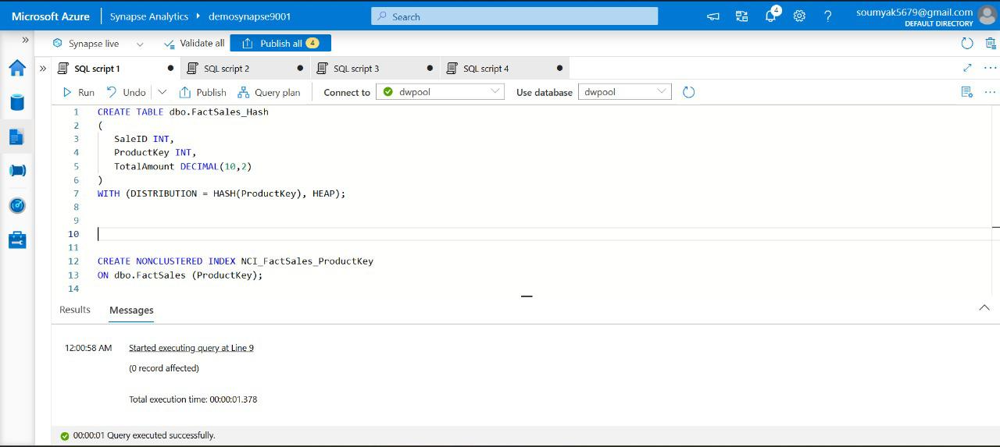 Microsoft Azure | Synapse Analytics ▸ demosynapse9001
Search
4
soumyak5679@gmail.com
DEFAULT DIRECTORY
» Synapse live Validate all Publish all 4
» SQL script 1 ● SQL script 2 ● SQL script 3 ● SQL script 4 ●
Run Undo Publish Query plan Connect to dwpool Use database dwpool
1 CREATE TABLE dbo.FactSales_Hash
2 (
3 SaleID INT,
4 ProductKey INT,
5 TotalAmount DECIMAL(10,2)
6 )
7 WITH (DISTRIBUTION = HASH(ProductKey), HEAP);
8
9
10
11
12 CREATE NONCLUSTERED INDEX NCI_FactSales_ProductKey
13 ON dbo.FactSales (ProductKey);
14
Results Messages
12:00:58 AM Started executing query at Line 9
(0 record affected)
Total execution time: 00:00:01.378
00:00:01 Query executed successfully.